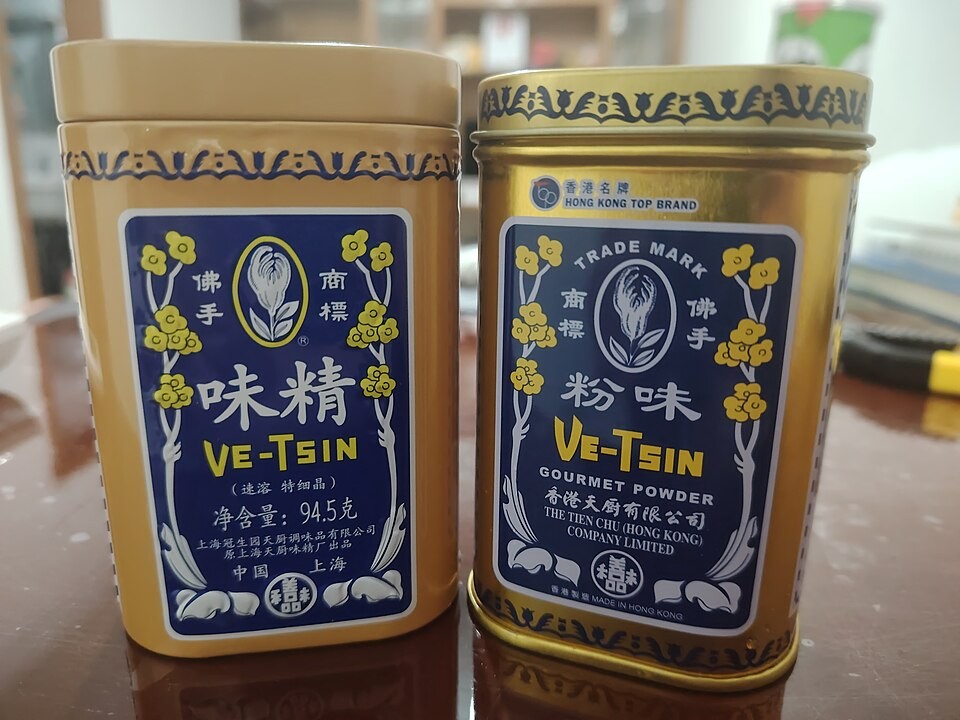 佛手 商標
®
味精
VE-TSIN
（速溶 特细晶）
净含量：94.5克
上海冠生园天厨调味品有限公司
原上海天厨味精厂出品
中国 上海
香港名牌
HONG KONG TOP BRAND
TRADE MARK
商標 佛手
粉味
VE-TSIN
GOURMET POWDER
香港天厨有限公司
THE TIEN CHU (HONG KONG)
COMPANY LIMITED
香港製造 MADE IN HONG KONG